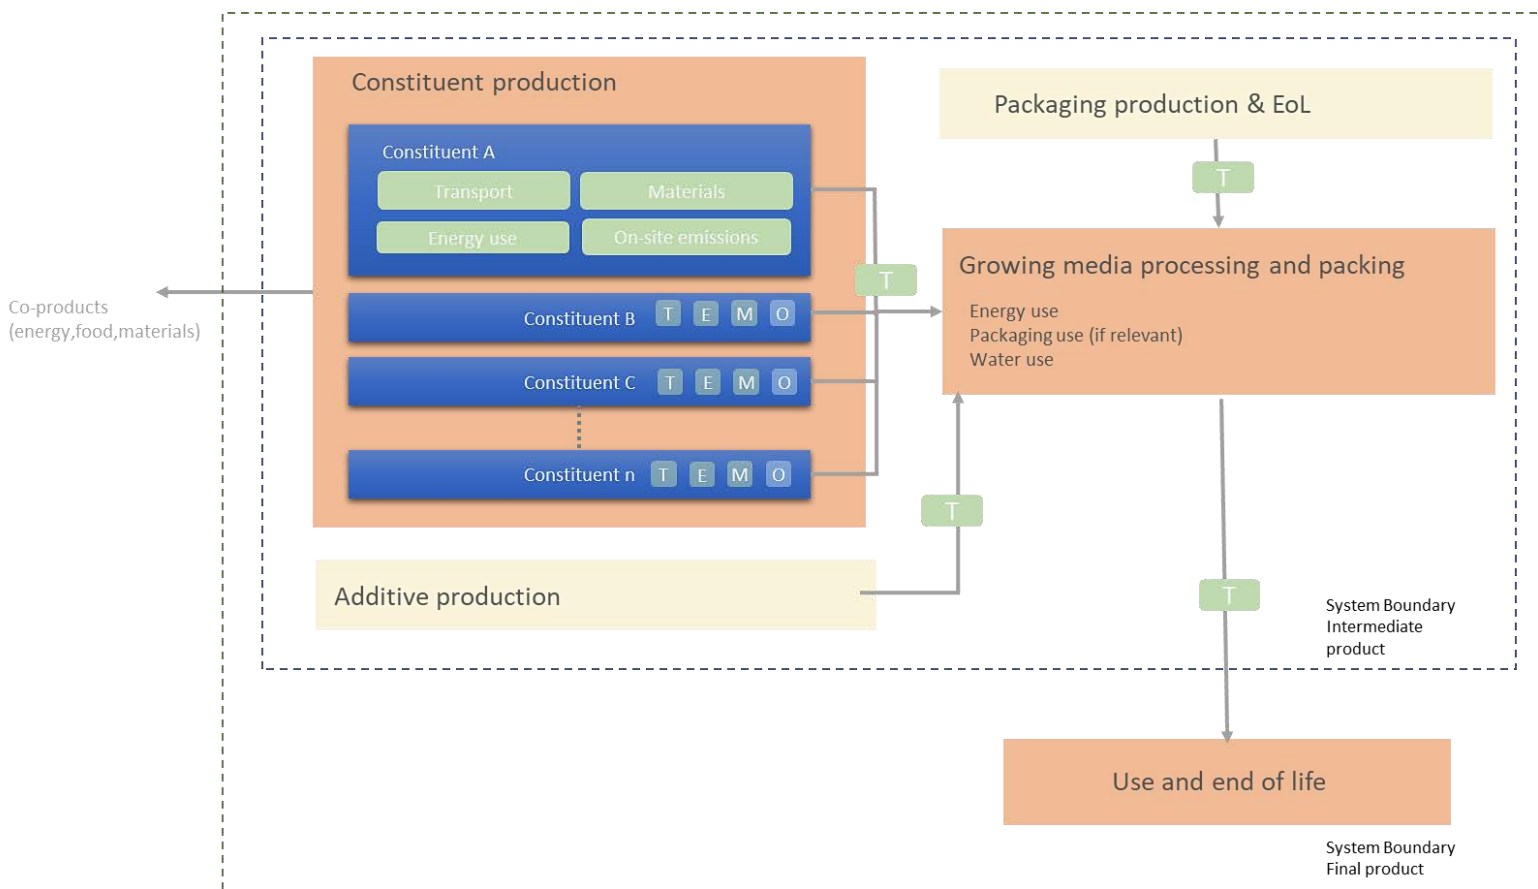 Constituent production
Constituent A
Transport
Materials
Energy use
On-site emissions
Constituent B T E M O
Constituent C T E M O
Constituent n T E M O
Co-products
(energy,food,materials)
Additive production
T
T
Packaging production & EoL
T
Growing media processing and packing
Energy use
Packaging use (if relevant)
Water use
T
System Boundary
Intermediate
product
Use and end of life
System Boundary
Final product